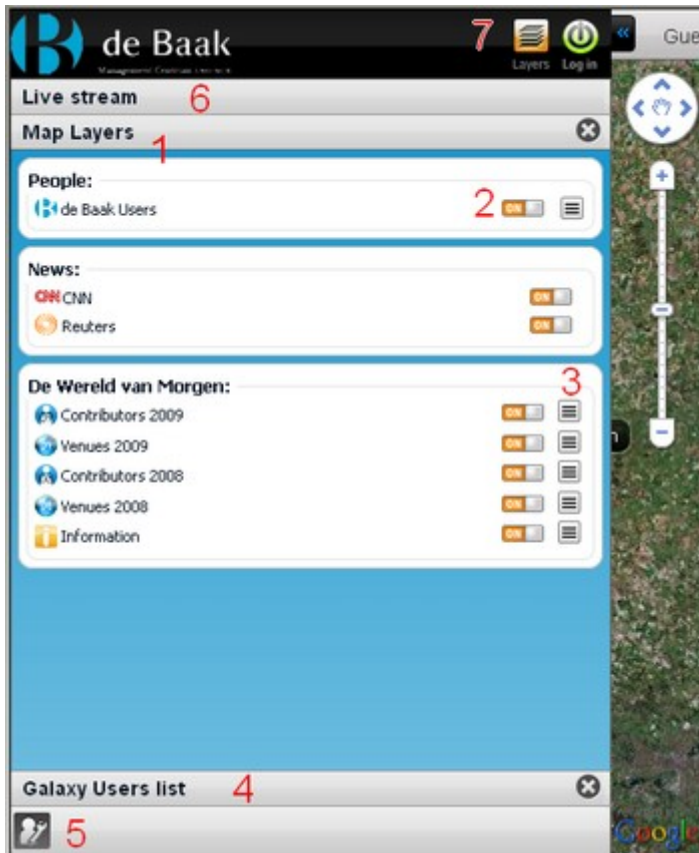 de Baak
7
Layers Log in
« Gue
Live stream 6
Map Layers
1
People:
de Baak Users 2 ON
News:
CNN CNN ON
Reuters ON
De Wereld van Morgen: 3
Contributors 2009 ON
Venues 2009 ON
Contributors 2008 ON
Venues 2008 ON
Information ON
Galaxy Users list 4
5
Google